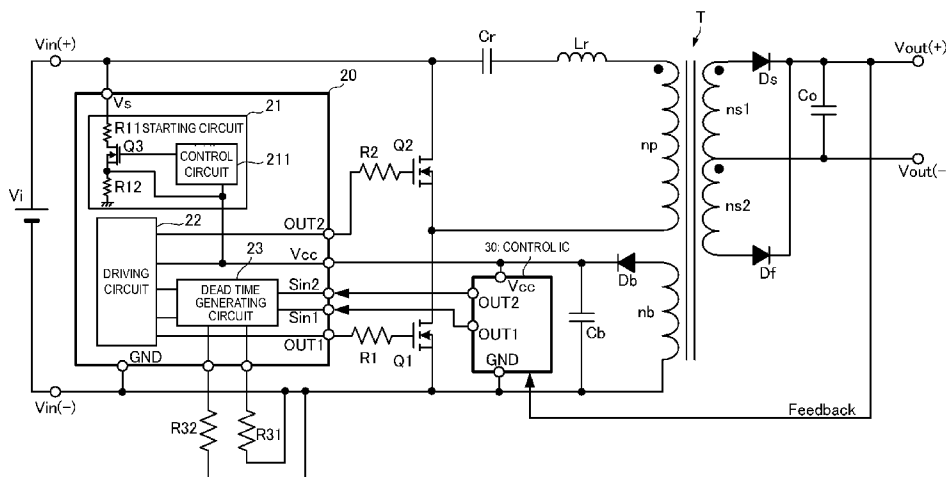 T
Vin(+)
Cr
Lr
Vout(+)
20
Vs
21
Ds
R11 STARTING CIRCUIT
Co
Q3
CONTROL
CIRCUIT
211
R2
Q2
np
ns1
R12
Vout(-)
Vi
22
OUT2
ns2
23
Vcc
30: CONTROL IC
Db
Df
DRIVING
CIRCUIT
DEAD TIME
GENERATING
CIRCUIT
Sin2
Sin1
OUT2
Vcc
OUT1
nb
Cb
OUT1
R1
Q1
GND
GND
Vin(-)
Feedback
R32
R31